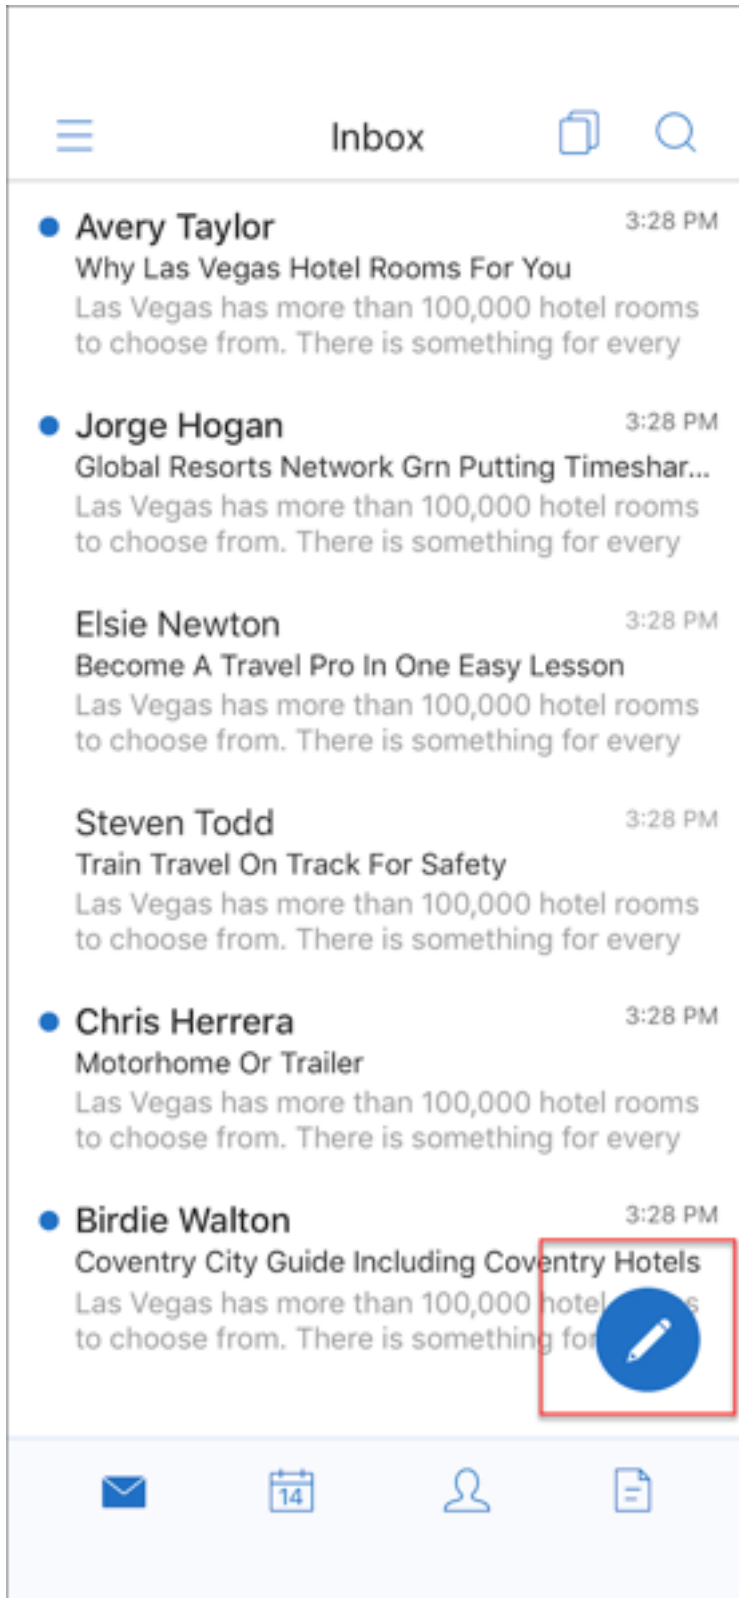 Inbox
Avery Taylor 3:28 PM
Why Las Vegas Hotel Rooms For You
Las Vegas has more than 100,000 hotel rooms
to choose from. There is something for every
Jorge Hogan 3:28 PM
Global Resorts Network Grn Putting Timeshar...
Las Vegas has more than 100,000 hotel rooms
to choose from. There is something for every
Elsie Newton 3:28 PM
Become A Travel Pro In One Easy Lesson
Las Vegas has more than 100,000 hotel rooms
to choose from. There is something for every
Steven Todd 3:28 PM
Train Travel On Track For Safety
Las Vegas has more than 100,000 hotel rooms
to choose from. There is something for every
Chris Herrera 3:28 PM
Motorhome Or Trailer
Las Vegas has more than 100,000 hotel rooms
to choose from. There is something for every
Birdie Walton 3:28 PM
Coventry City Guide Including Coventry Hotels
Las Vegas has more than 100,000 hotel
to choose from. There is something for
14